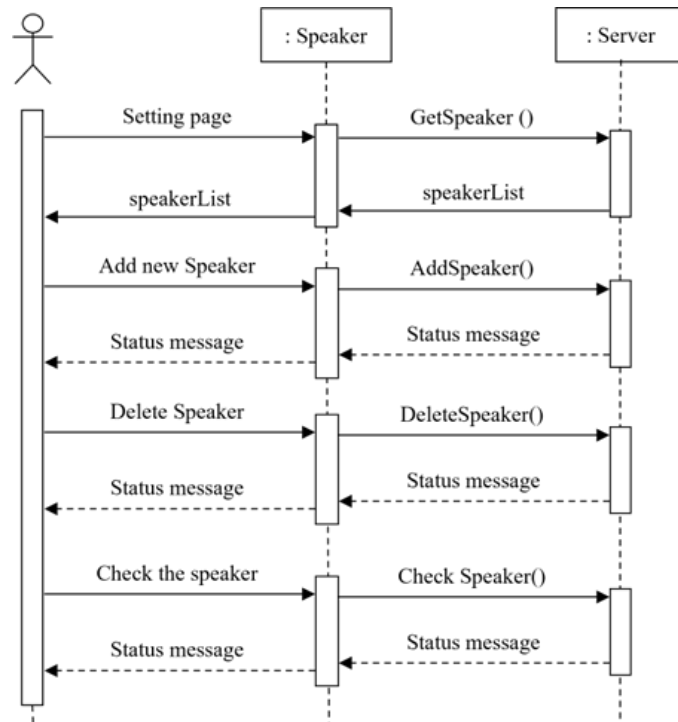 : Speaker
: Server
Setting page
GetSpeaker ()
speakerList
speakerList
Add new Speaker
AddSpeaker()
Status message
Status message
Delete Speaker
DeleteSpeaker()
Status message
Status message
Check the speaker
Check Speaker()
Status message
Status message